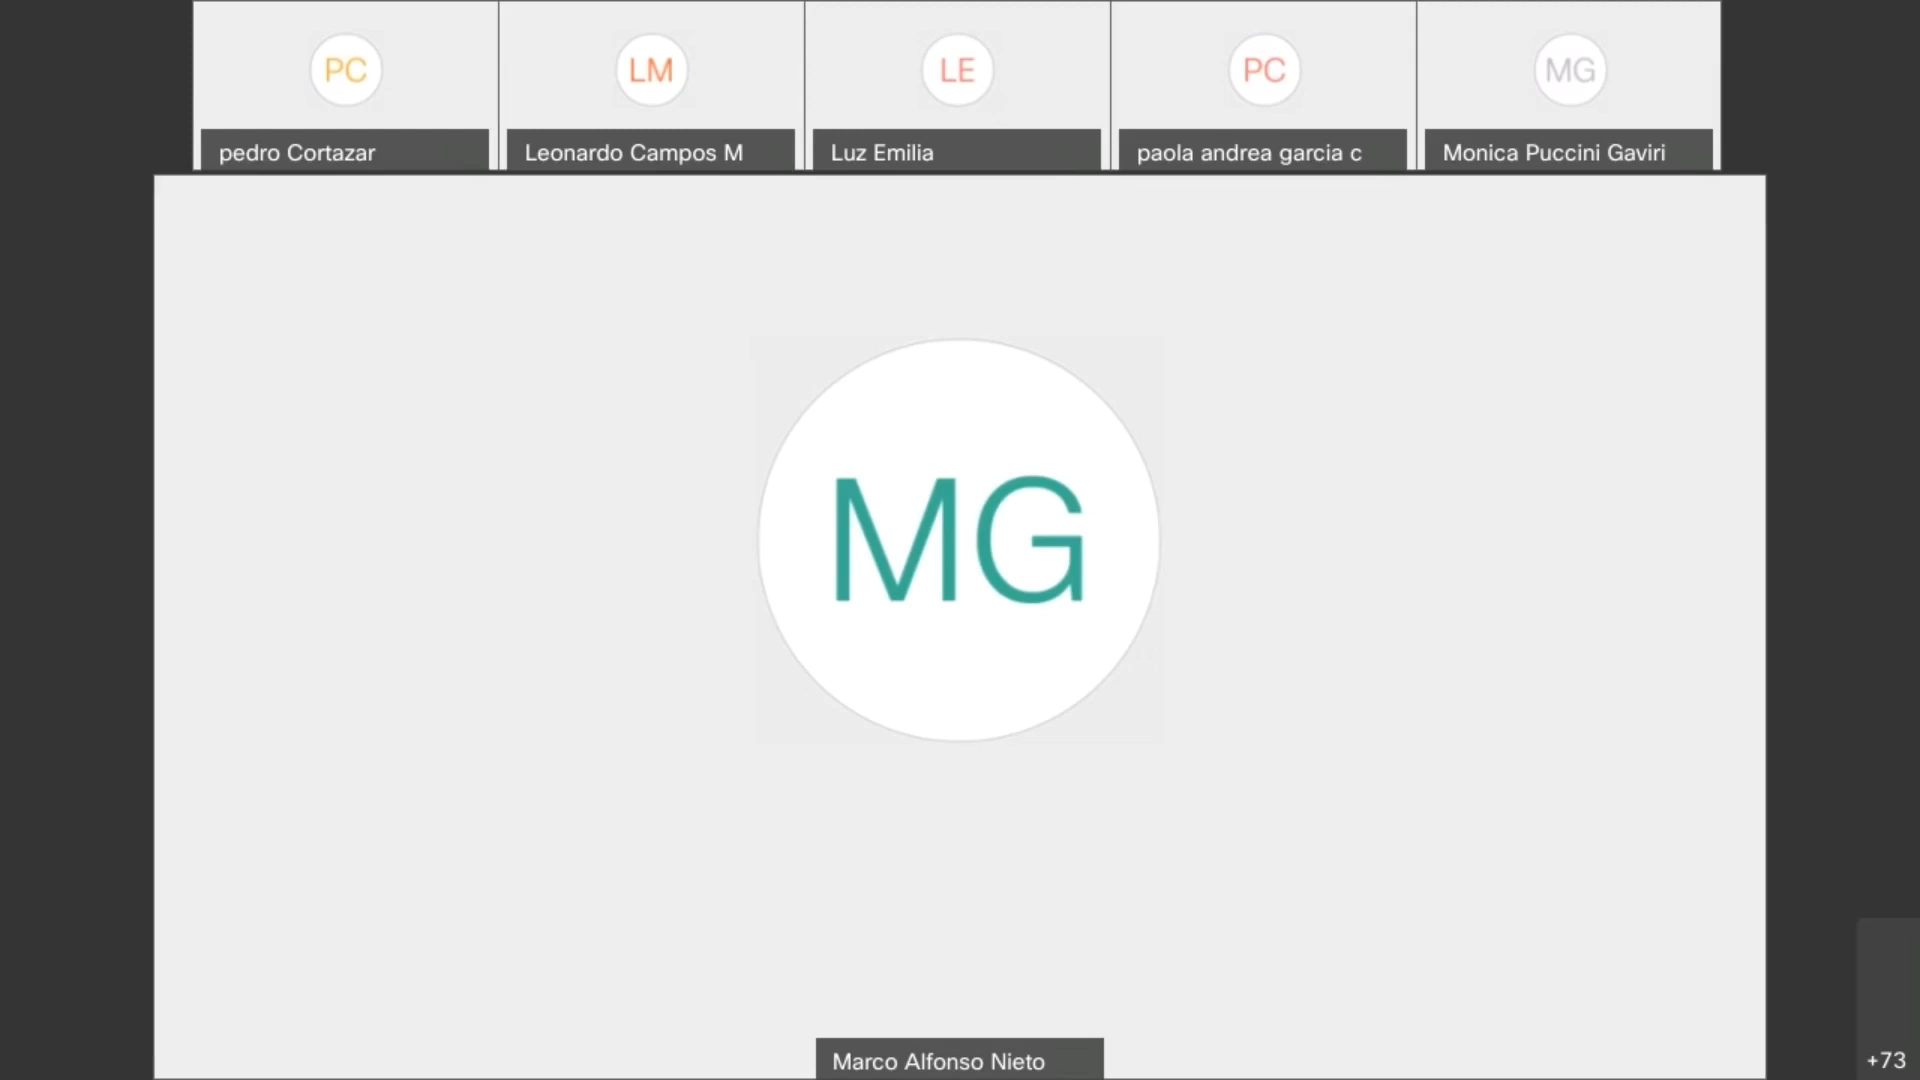 PC
LM
LE
PC
MG
pedro Cortazar
Leonardo Campos M
Luz Emilia
paola andrea garcia c
Monica Puccini Gaviri
MG
Marco Alfonso Nieto
+73